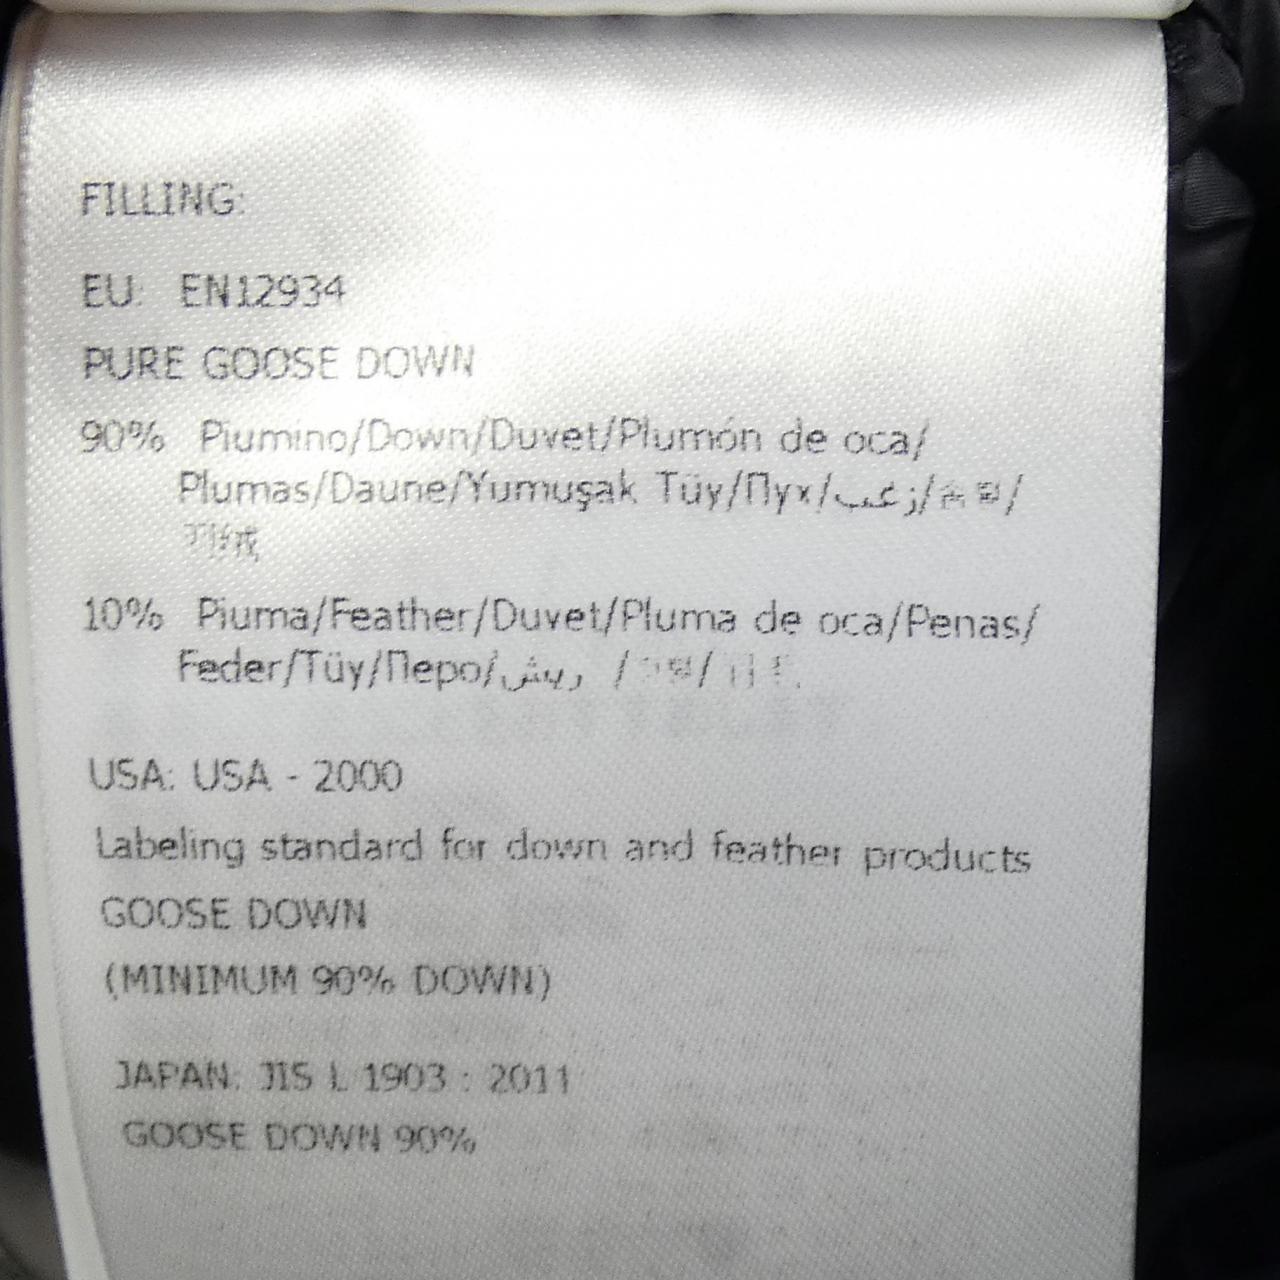 FILLING:
EU: EN12934
PURE GOOSE DOWN
90% Piumino/Down/Duvet/Plumón de oca/
Plumas/Daune/Yumuşak Tüy/Пух/زغب/
10% Piuma/Feather/Duvet/Pluma de oca/Penas/
Feder/Tüy/Перо/ريش /
USA: USA - 2000
Labeling standard for down and feather products
GOOSE DOWN
(MINIMUM 90% DOWN)
JAPAN: JIS L 1903 : 2011
GOOSE DOWN 90%